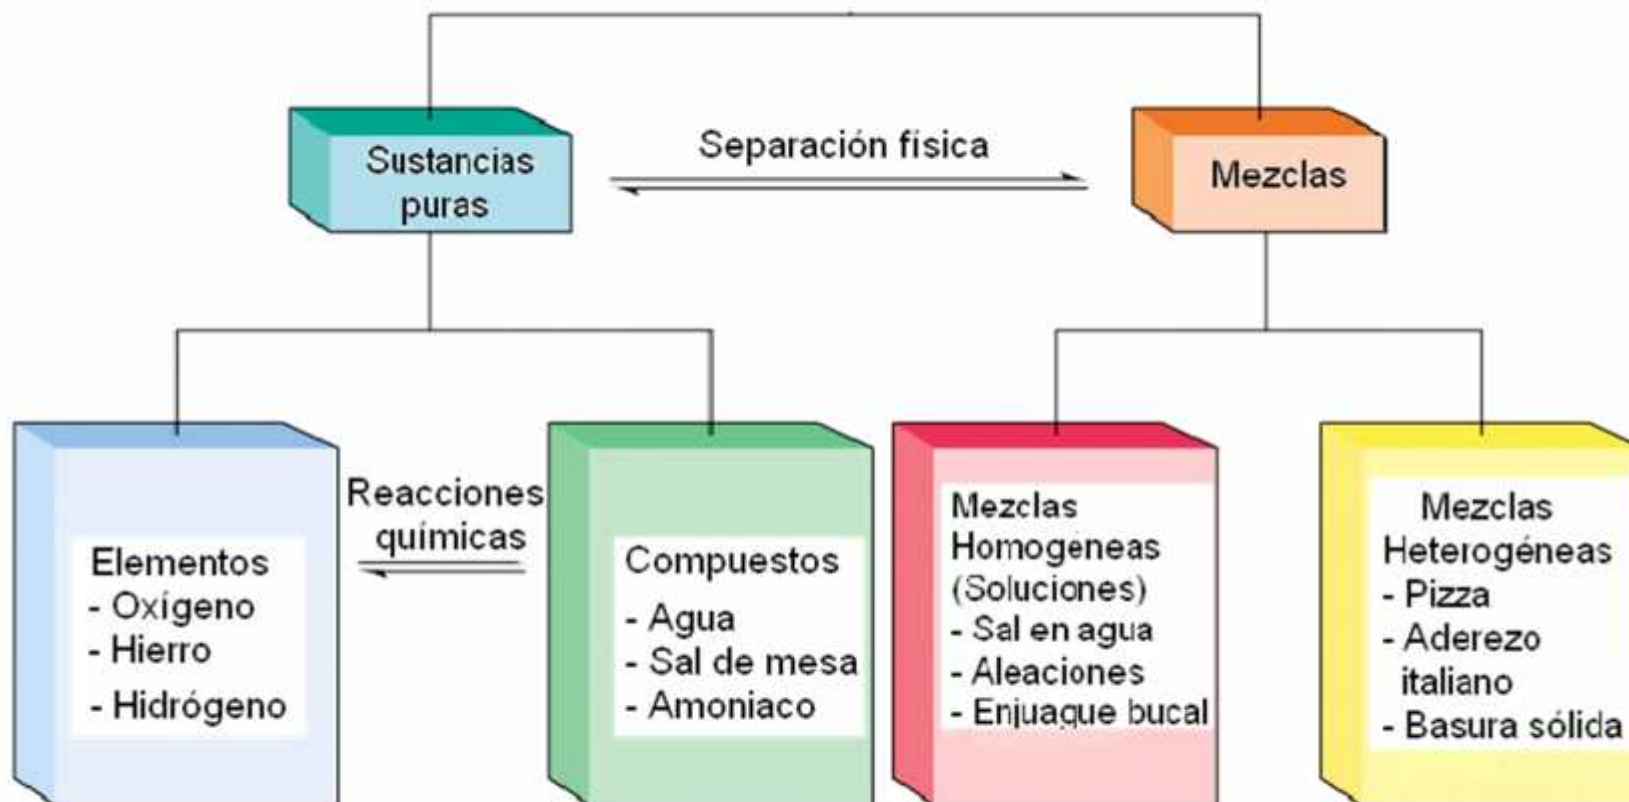 Separación física
Sustancias
puras
Mezclas
Reacciones
químicas
Elementos
- Oxígeno
- Hierro
- Hidrógeno
Compuestos
- Agua
- Sal de mesa
- Amoniaco
Mezclas
Homogéneas
(Soluciones)
- Sal en agua
- Aleaciones
- Enjuague bucal
Mezclas
Heterogéneas
- Pizza
- Aderezo
italiano
- Basura sólida